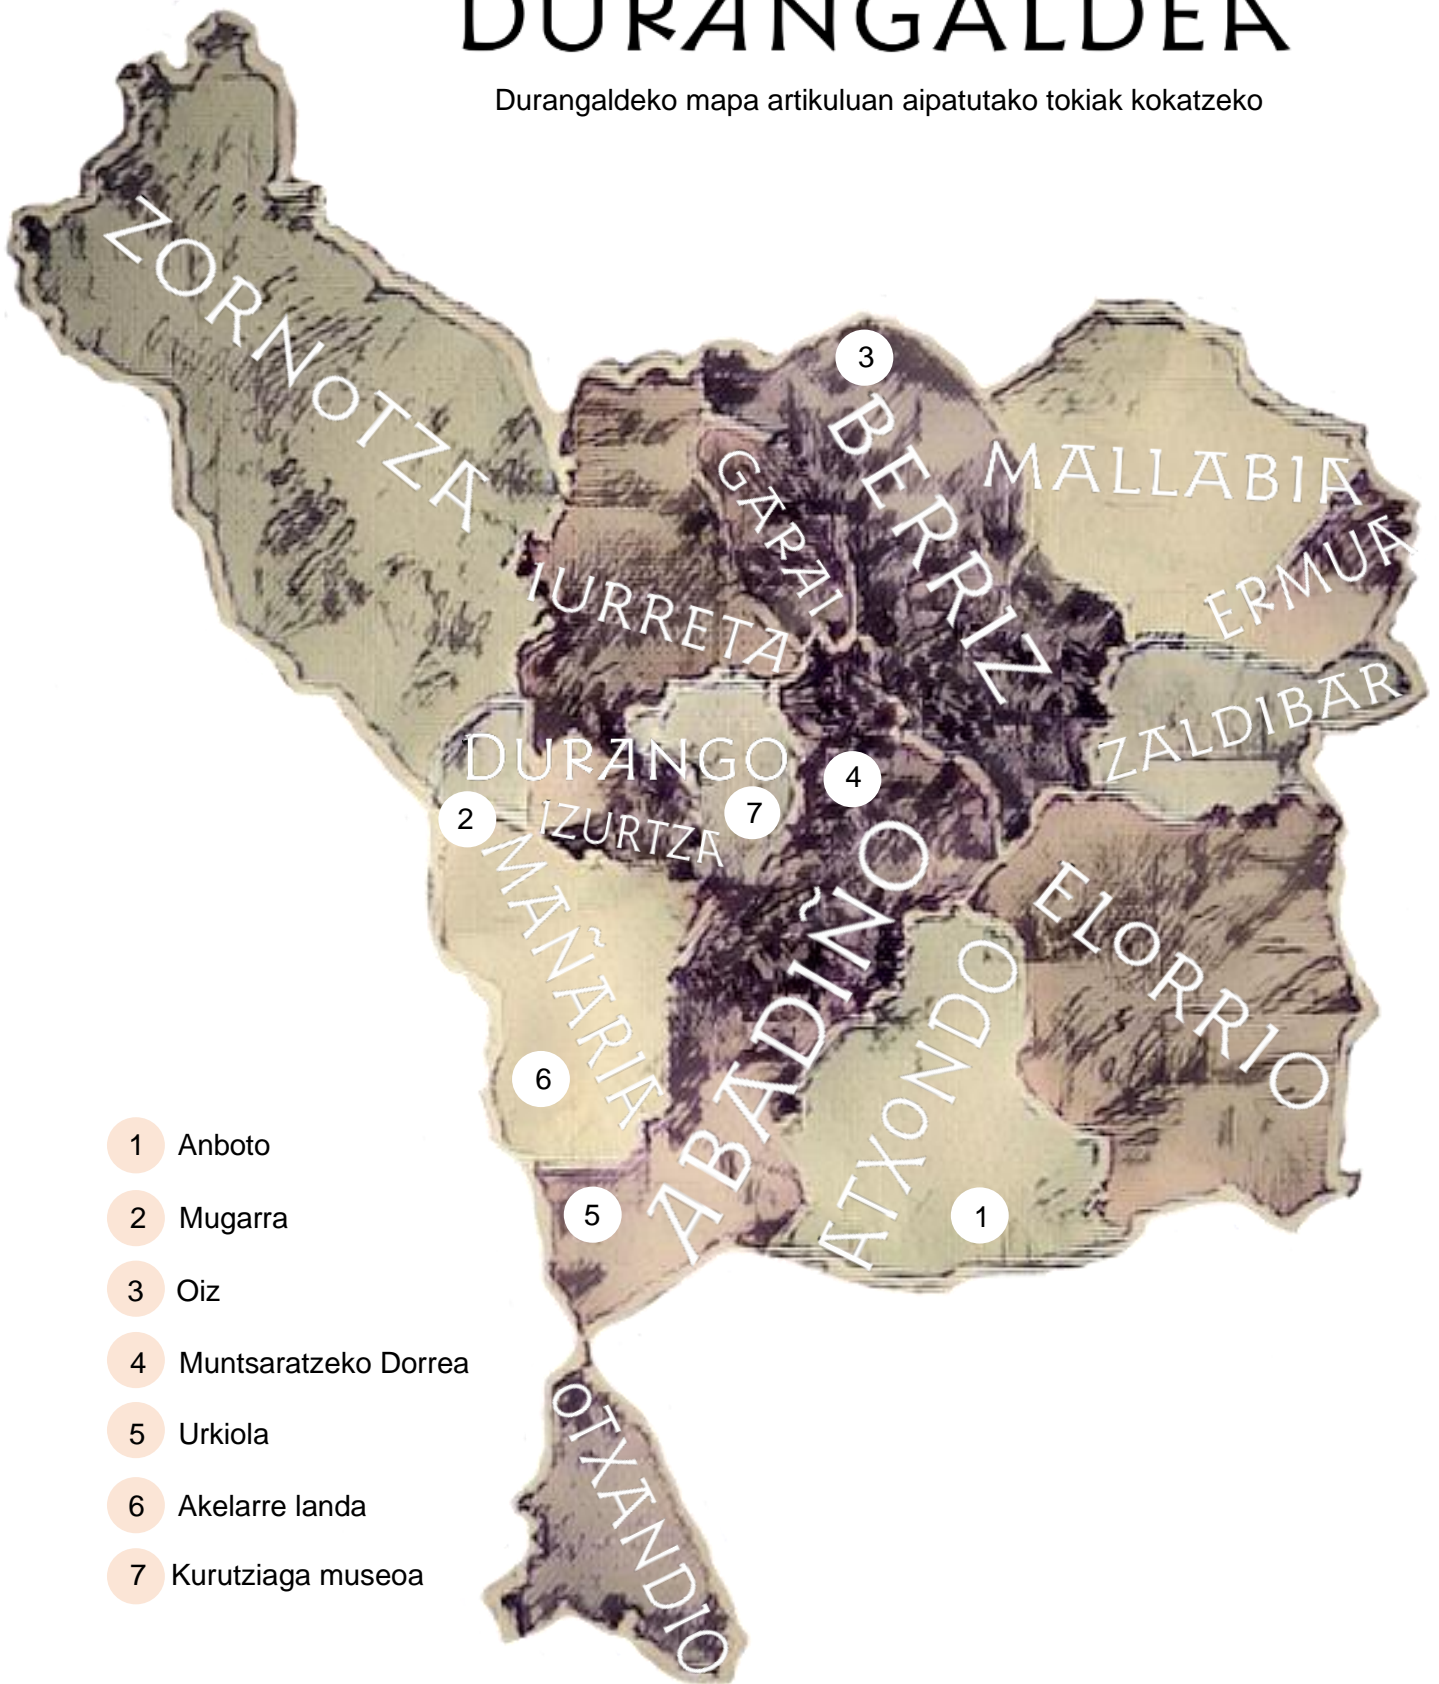 DURANGALDEA
Durangaldeko mapa artikuluan aipatutako tokiak kokatzeko
ZORNOTZA
3
BERRIZ
MALLABIA
GARAI
ERMUA
IURRETA
ZALDIBAR
DURANGO
4
2
IZURTZA
7
MAÑARIA
ABADIÑO
ELORRIO
ATXONDO
6
5
1
OTXANDIO
1 Anboto
2 Mugarra
3 Oiz
4 Muntsaratzeko Dorrea
5 Urkiola
6 Akelarre landa
7 Kurutziaga museoa